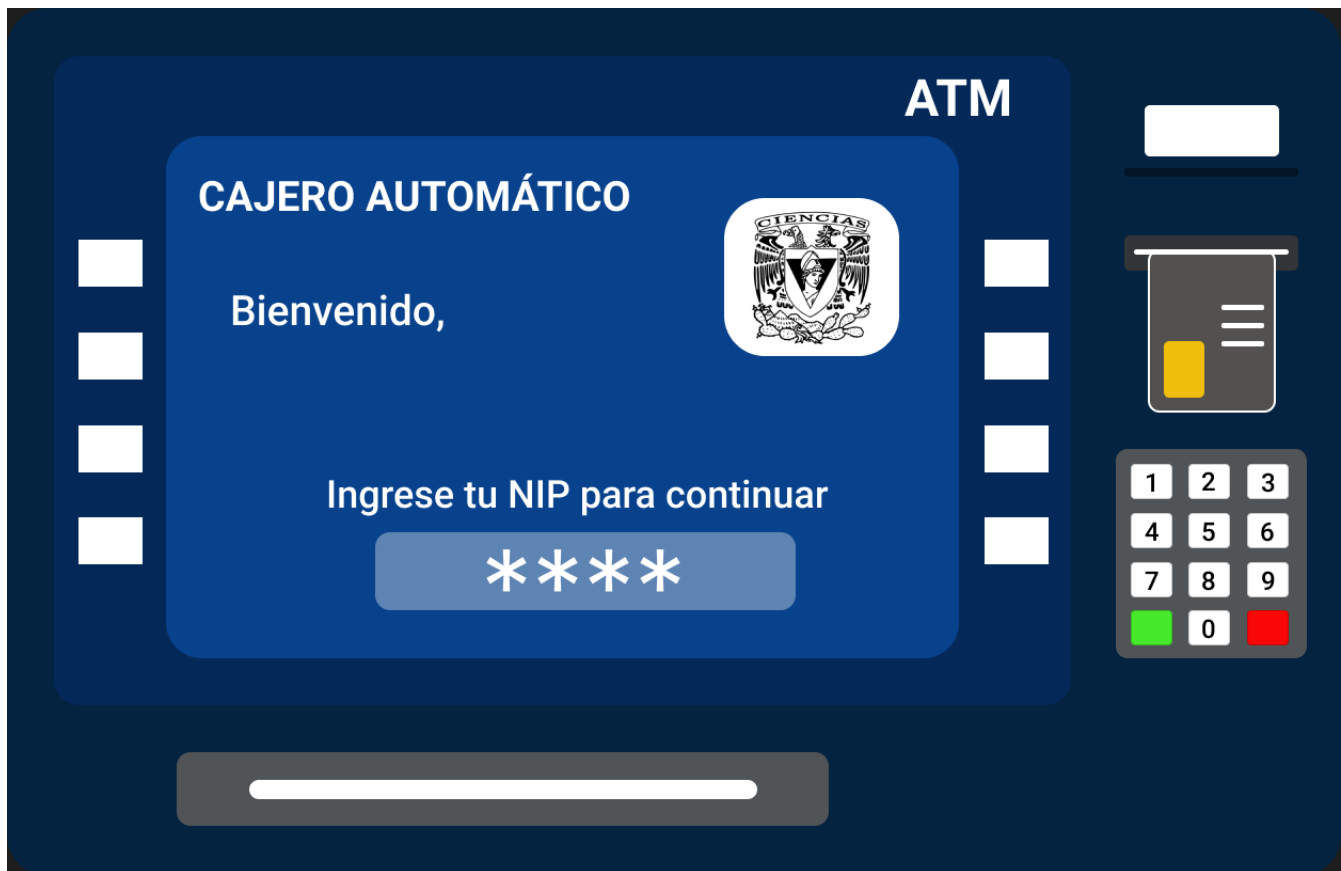 ATM
CAJERO AUTOMÁTICO
CIENCIAS
Bienvenido,
Ingrese tu NIP para continuar
****
1 2 3
4 5 6
7 8 9
0